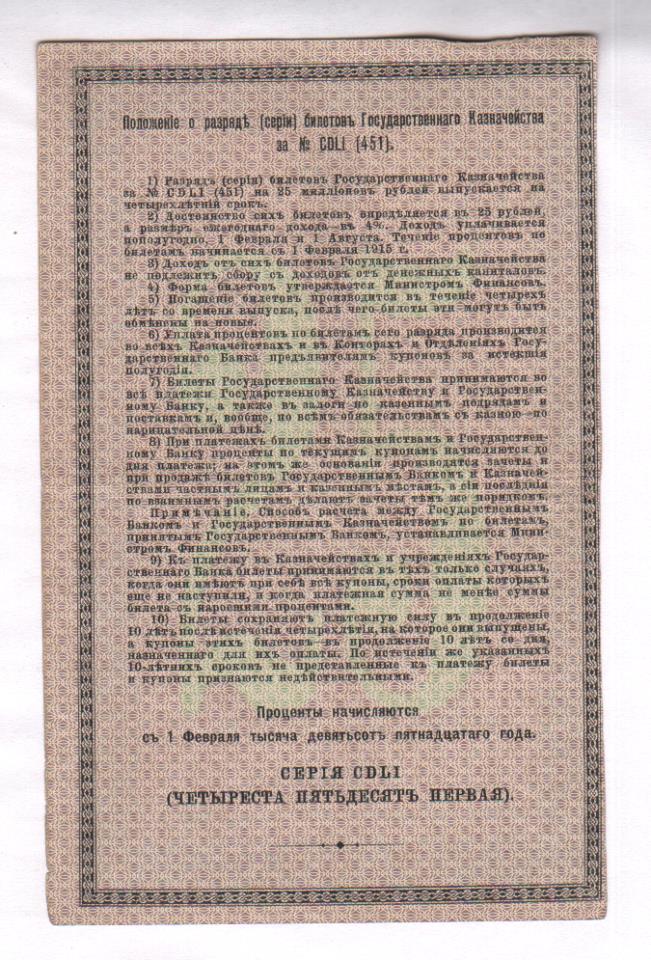 Положеніе о разрядѣ (серіи) билетовъ Государственнаго Казначейства
за № CDLI (451).
1) Разрядъ (серія) билетовъ Государственнаго Казначейства
за № CDLI (451) на 25 милліоновъ рублей выпускается на
четырехлѣтній срокъ.
2) Достоинство сихъ билетовъ опредѣляется въ 25 рублей,
а размѣръ ежегоднаго дохода—въ 4%. Доходъ уплачивается
пополугодно, 1 Февраля и 1 Августа. Теченіе процентовъ по
билетамъ начинается съ 1 Февраля 1915 г.
3) Доходъ отъ сихъ билетовъ Государственнаго Казначейства
не подлежитъ сбору съ доходовъ отъ денежныхъ капиталовъ.
4) Форма билетовъ утверждается Министромъ Финансовъ.
5) Погашеніе билетовъ производится въ теченіе четырехъ
лѣтъ со времени выпуска, послѣ чего билеты эти могутъ быть
обмѣнены на новые.
6) Уплата процентовъ по билетамъ сего разряда производится
во всѣхъ Казначействахъ и въ Конторахъ и Отдѣленіяхъ Госу-
дарственнаго Банка предъявителямъ купоновъ за истекшія
полугодія.
7) Билеты Государственнаго Казначейства принимаются во
всѣ платежи Государственному Казначейству и Государствен-
ному Банку, а также въ залоги по казеннымъ подрядамъ и
поставкамъ и, вообще, по всѣмъ обязательствамъ съ казною—по
нарицательной цѣнѣ.
8) При платежахъ билетами Казначействамъ и Государствен-
ному Банку проценты по текущимъ купонамъ начисляются до
дня платежа; на этомъ же основаніи производятся зачеты и
при продажѣ билетовъ Государственнымъ Банкомъ и Казначей-
ствами частнымъ лицамъ и казеннымъ мѣстамъ, а сіи послѣднія
по взаимнымъ расчетамъ дѣлаютъ зачеты тѣмъ же порядкомъ.
Примѣчаніе. Способъ расчета между Государственнымъ
Банкомъ и Государственнымъ Казначействомъ по билетамъ,
принятымъ Государственнымъ Банкомъ, устанавливается Мини-
стромъ Финансовъ.
9) Къ платежу въ Казначействахъ и учрежденіяхъ Государ-
ственнаго Банка билеты принимаются въ тѣхъ только случаяхъ,
когда они имѣютъ при себѣ всѣ купоны, сроки оплаты которыхъ
еще не наступили, и когда платежная сумма не менѣе суммы
билета съ наросшими процентами.
10) Билеты сохраняютъ платежную силу въ продолженіе
10 лѣтъ послѣ истеченія четырехлѣтія, на которое они выпущены,
а купоны этихъ билетовъ—въ продолженіе 10 лѣтъ со дня,
назначеннаго для ихъ оплаты. По истеченіи же указанныхъ
10-лѣтнихъ сроковъ не представленные къ платежу билеты
и купоны признаются недѣйствительными.
Проценты начисляются
съ 1 Февраля тысяча девятьсотъ пятнадцатаго года.
СЕРІЯ CDLI
(ЧЕТЫРЕСТА ПЯТЬДЕСЯТЪ ПЕРВАЯ).